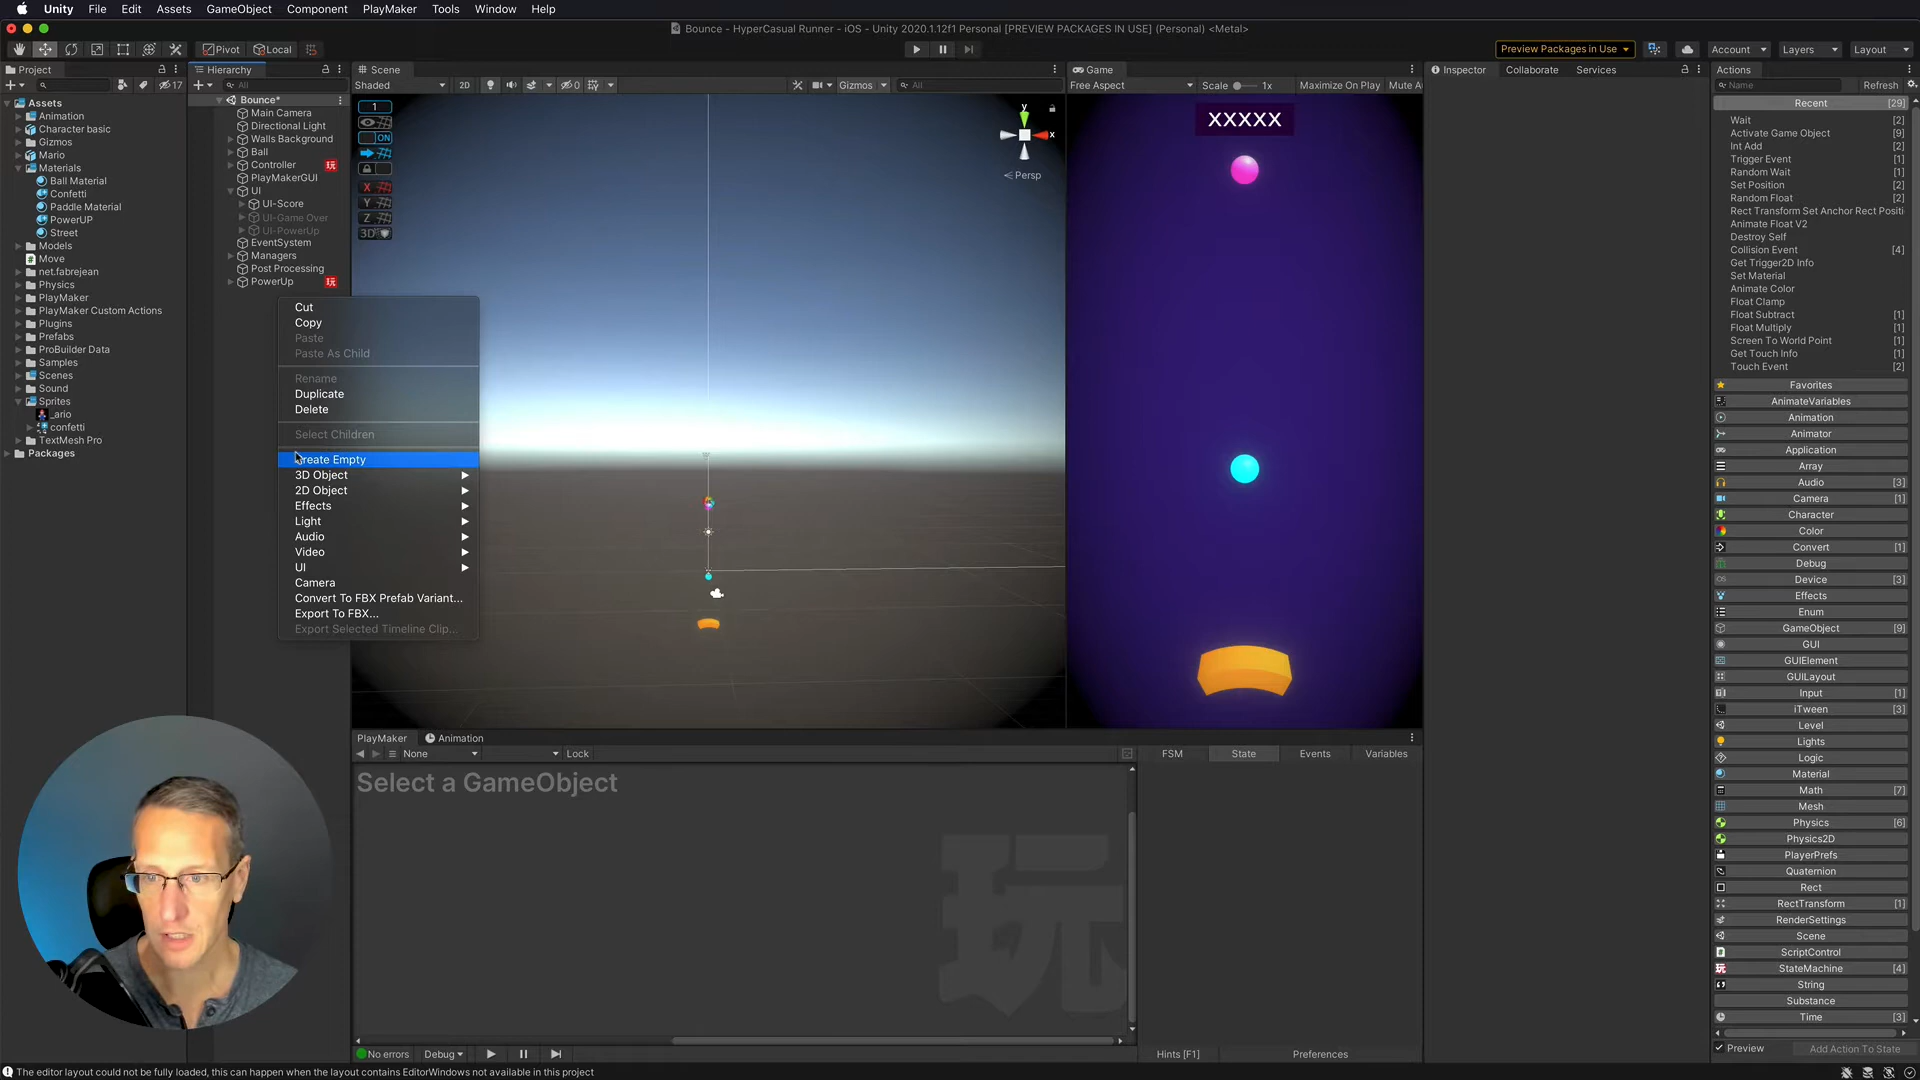 Unity File Edit Assets GameObject Component PlayMaker Tools Window Help
Bounce - HyperCasual Runner - iOS - Unity 2020.1.12f1 Personal [PREVIEW PACKAGES IN USE] (Personal) <Metal>
Pivot Local Preview Packages in Use Account Layers Layout
Project
17
Assets
Animation
Character basic
Gizmos
Mario
Materials
Ball Material
Confetti
Paddle Material
PowerUP
Street
Models
Move
net.fabrejean
Physics
PlayMaker
PlayMaker Custom Actions
Plugins
Prefabs
ProBuilder Data
Samples
Scenes
Sound
Sprites
_ario
confetti
TextMesh Pro
Packages
Hierarchy
All
Bounce*
Main Camera
Directional Light
Walls Background
Ball
Controller 玩
PlayMakerGUI
UI
UI-Score
UI-Game Over
UI-PowerUp
EventSystem
Managers
Post Processing
PowerUp 玩
Cut
Copy
Paste
Paste As Child
Rename
Duplicate
Delete
Select Children
Create Empty
3D Object
2D Object
Effects
Light
Audio
Video
UI
Camera
Convert To FBX Prefab Variant...
Export To FBX...
Export Selected Timeline Clip...
Scene
Shaded 2D 0 Gizmos All
1
ON
X
Y
Z
3D
y
x
Persp
Game
Free Aspect Scale 1x Maximize On Play Mute A
XXXXX
PlayMaker Animation
None Lock FSM State Events Variables
Select a GameObject
玩
No errors Debug Hints [F1] Preferences
Inspector Collaborate Services
Actions
Name Refresh
Recent [29]
Wait [2]
Activate Game Object [9]
Int Add [2]
Trigger Event [1]
Random Wait [1]
Set Position [2]
Random Float [2]
Rect Transform Set Anchor Rect Positi
Animate Float V2
Destroy Self
Collision Event [4]
Get Trigger2D Info
Set Material
Animate Color
Float Clamp
Float Subtract [1]
Float Multiply [1]
Screen To World Point [1]
Get Touch Info [1]
Touch Event [2]
Favorites
AnimateVariables
Animation
Animator
Application
Array
Audio [3]
Camera [1]
Character
Color
Convert [1]
Debug
Device [3]
Effects
Enum
GameObject [9]
GUI
GUIElement
GUILayout
Input [1]
iTween [3]
Level
Lights
Logic
Material
Math [7]
Mesh
Physics [6]
Physics2D
PlayerPrefs
Quaternion
Rect
RectTransform [1]
RenderSettings
Scene
ScriptControl
StateMachine [4]
String
Substance
Time [3]
Preview Add Action To State
The editor layout could not be fully loaded, this can happen when the layout contains EditorWindows not available in this project